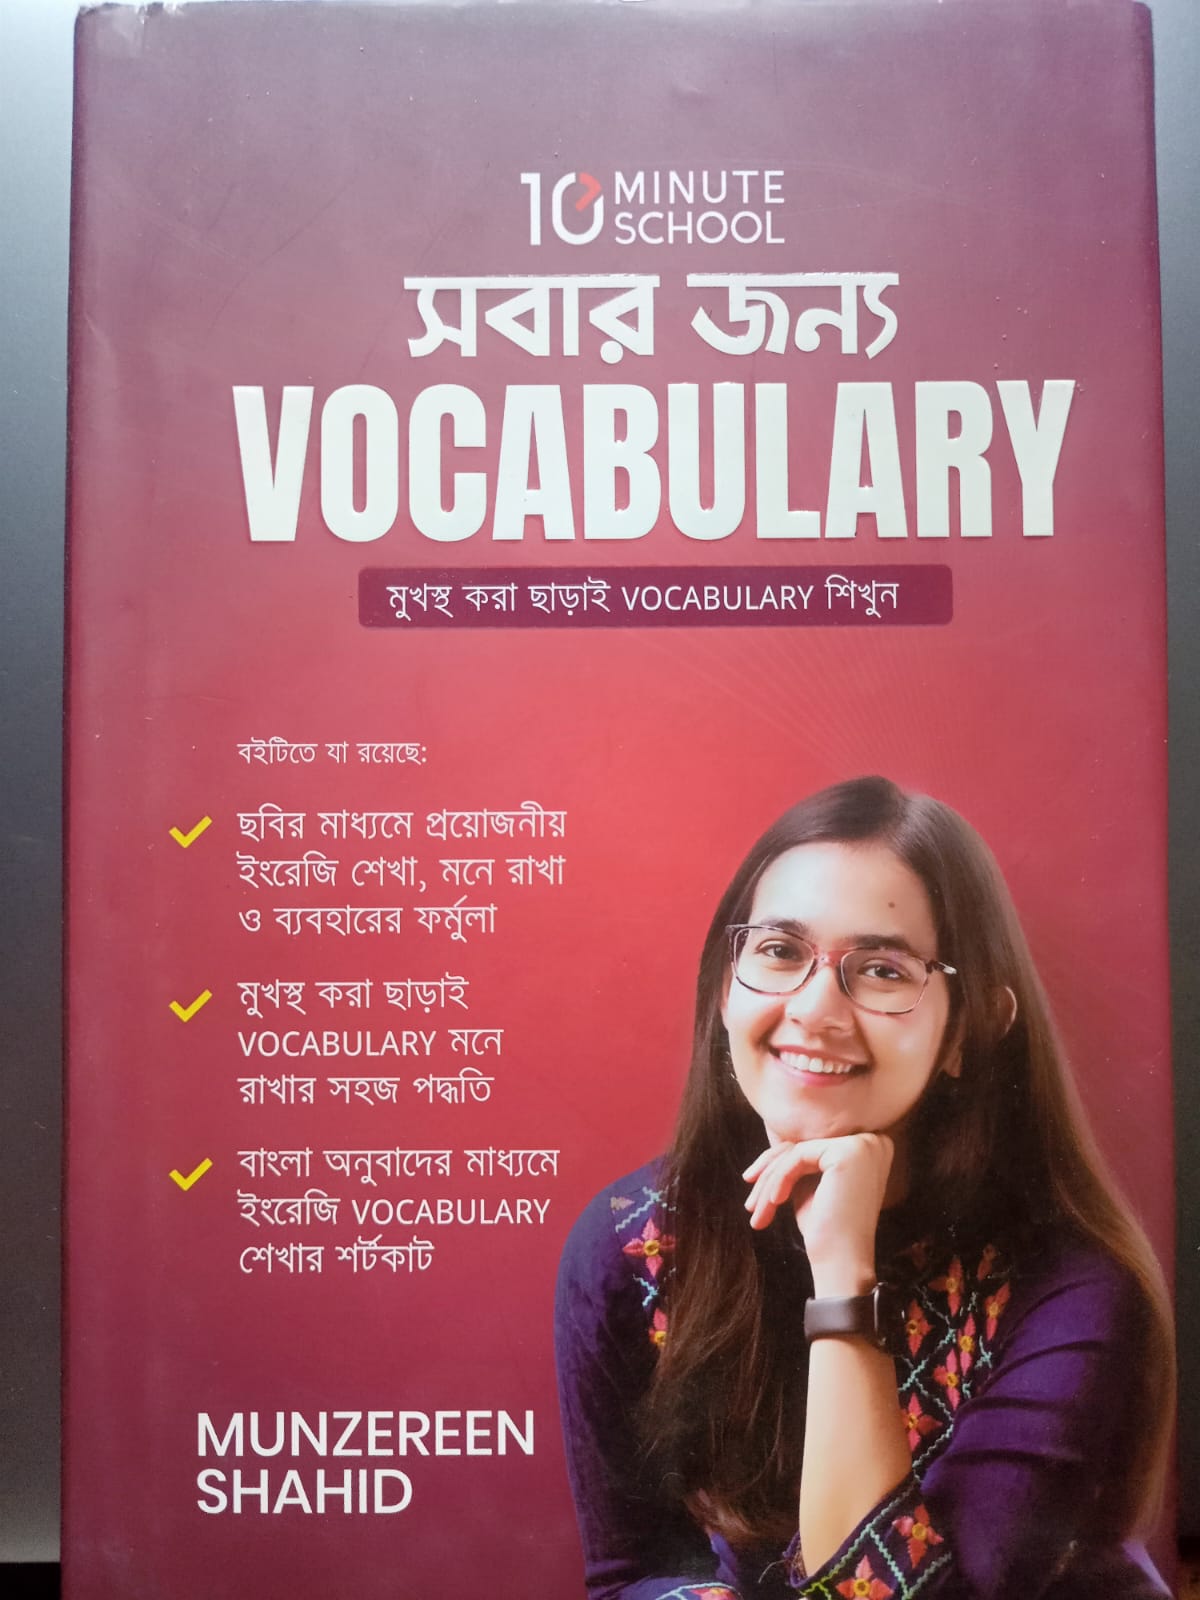 10 MINUTE
SCHOOL
সবার জন্য
VOCABULARY
মুখস্থ করা ছাড়াই VOCABULARY শিখুন
বইটিতে যা রয়েছে:
ছবির মাধ্যমে প্রয়োজনীয়
ইংরেজি শেখা, মনে রাখা
ও ব্যবহারের ফর্মুলা
মুখস্থ করা ছাড়াই
VOCABULARY মনে
রাখার সহজ পদ্ধতি
বাংলা অনুবাদের মাধ্যমে
ইংরেজি VOCABULARY
শেখার শর্টকাট
MUNZEREEN
SHAHID